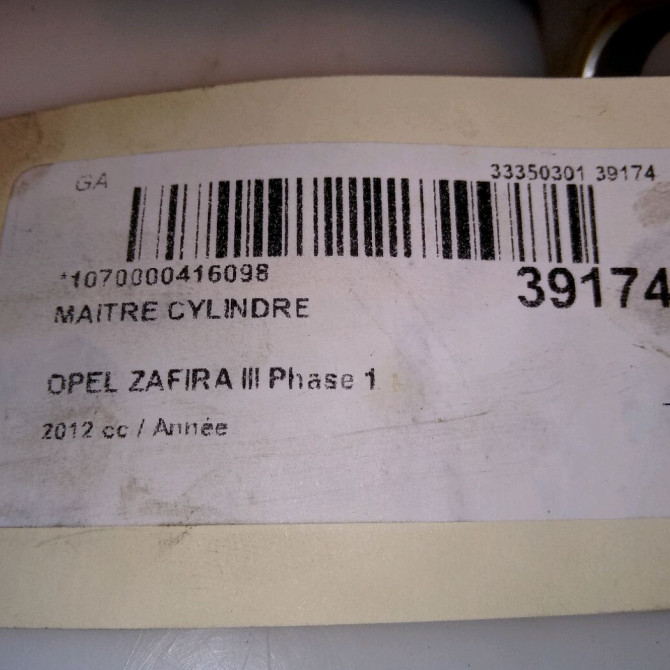 GA
33350301 39174
*1070000416098
39174
MAITRE CYLINDRE
OPEL ZAFIRA III Phase 1
2012 cc / Année